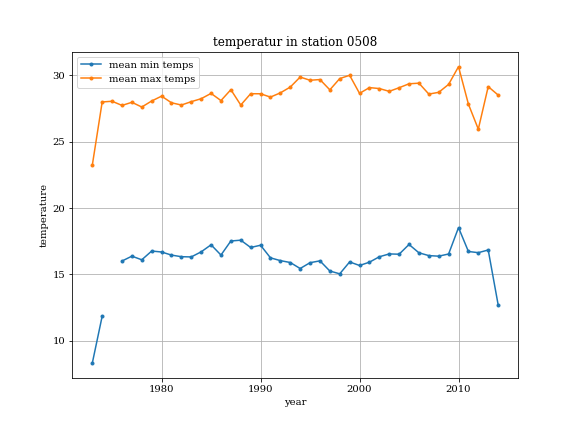 temperatur in station 0508
mean min temps
mean max temps
30
25
20
15
10
temperature
1980
1990
2000
2010
year